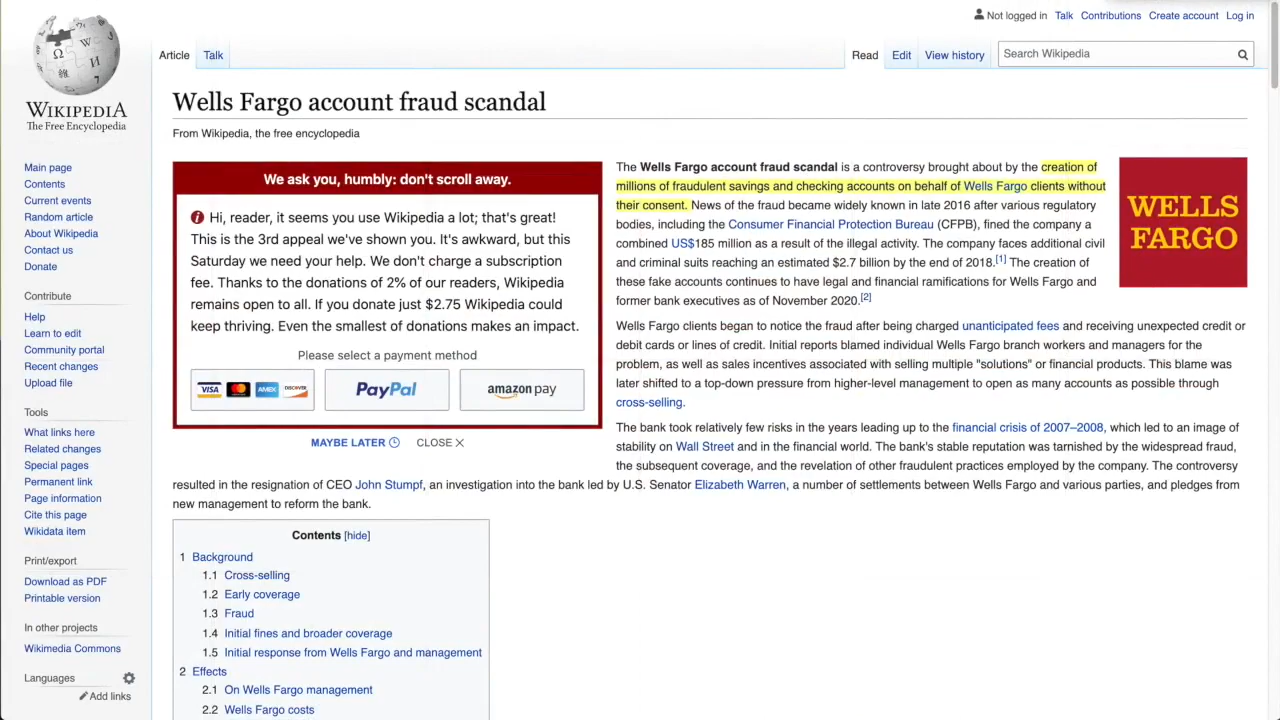 Not logged in Talk Contributions Create account Log in
Article Talk Read Edit View history Search Wikipedia
WIKIPEDIA
The Free Encyclopedia
Main page
Contents
Current events
Random article
About Wikipedia
Contact us
Donate
Contribute
Help
Learn to edit
Community portal
Recent changes
Upload file
Tools
What links here
Related changes
Special pages
Permanent link
Page information
Cite this page
Wikidata item
Print/export
Download as PDF
Printable version
In other projects
Wikimedia Commons
Languages
Add links
Wells Fargo account fraud scandal
From Wikipedia, the free encyclopedia
We ask you, humbly: don't scroll away.
Hi, reader, it seems you use Wikipedia a lot; that's great!
This is the 3rd appeal we've shown you. It's awkward, but this
Saturday we need your help. We don't charge a subscription
fee. Thanks to the donations of 2% of our readers, Wikipedia
remains open to all. If you donate just $2.75 Wikipedia could
keep thriving. Even the smallest of donations makes an impact.
Please select a payment method
VISA AMEX DISCOVER PayPal amazon pay
MAYBE LATER CLOSE
The Wells Fargo account fraud scandal is a controversy brought about by the creation of
millions of fraudulent savings and checking accounts on behalf of Wells Fargo clients without
their consent. News of the fraud became widely known in late 2016 after various regulatory
bodies, including the Consumer Financial Protection Bureau (CFPB), fined the company a
combined US$185 million as a result of the illegal activity. The company faces additional civil
and criminal suits reaching an estimated $2.7 billion by the end of 2018.[1] The creation of
these fake accounts continues to have legal and financial ramifications for Wells Fargo and
former bank executives as of November 2020.[2]
WELLS
FARGO
Wells Fargo clients began to notice the fraud after being charged unanticipated fees and receiving unexpected credit or
debit cards or lines of credit. Initial reports blamed individual Wells Fargo branch workers and managers for the
problem, as well as sales incentives associated with selling multiple "solutions" or financial products. This blame was
later shifted to a top-down pressure from higher-level management to open as many accounts as possible through
cross-selling.
The bank took relatively few risks in the years leading up to the financial crisis of 2007–2008, which led to an image of
stability on Wall Street and in the financial world. The bank's stable reputation was tarnished by the widespread fraud,
the subsequent coverage, and the revelation of other fraudulent practices employed by the company. The controversy
resulted in the resignation of CEO John Stumpf, an investigation into the bank led by U.S. Senator Elizabeth Warren, a number of settlements between Wells Fargo and various parties, and pledges from
new management to reform the bank.
Contents [hide]
1 Background
1.1 Cross-selling
1.2 Early coverage
1.3 Fraud
1.4 Initial fines and broader coverage
1.5 Initial response from Wells Fargo and management
2 Effects
2.1 On Wells Fargo management
2.2 Wells Fargo costs